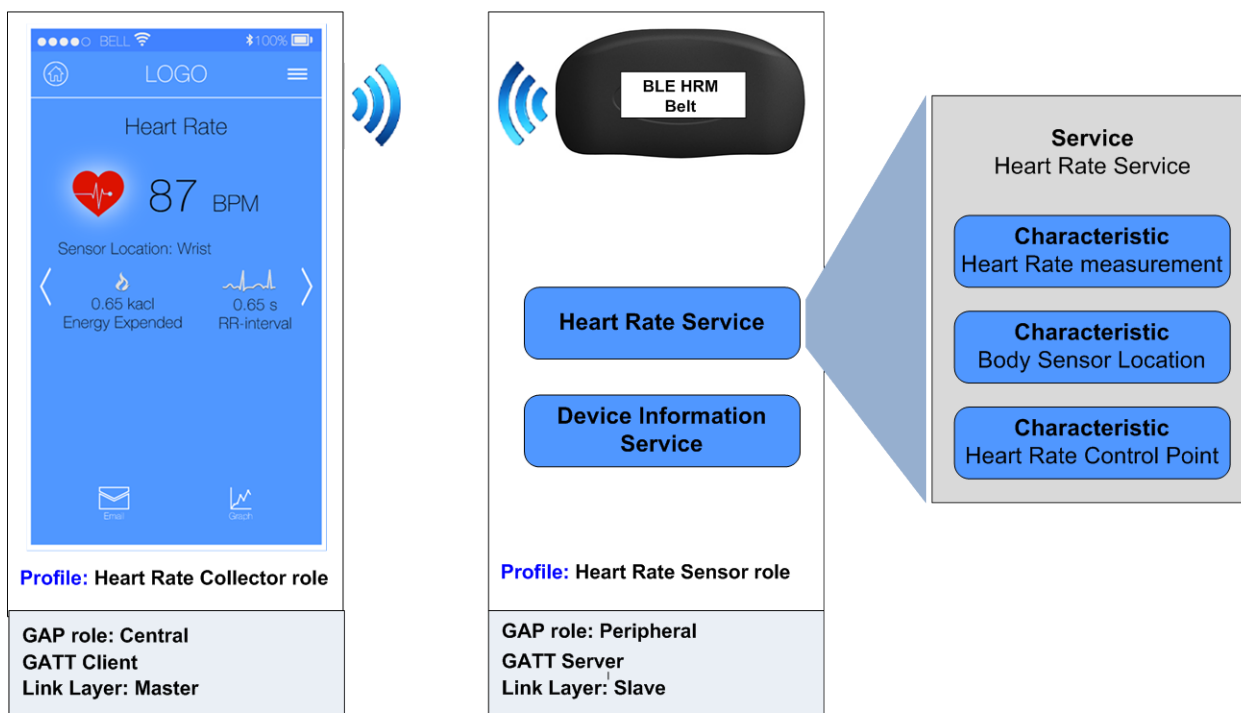 BELL 100%
LOGO
Heart Rate
87 BPM
Sensor Location: Wrist
0.65 kacl
Energy Expended
0.65 s
RR-interval
Email
Graph
Profile: Heart Rate Collector role
GAP role: Central
GATT Client
Link Layer: Master
BLE HRM
Belt
Heart Rate Service
Device Information
Service
Profile: Heart Rate Sensor role
GAP role: Peripheral
GATT Server
Link Layer: Slave
Service
Heart Rate Service
Characteristic
Heart Rate measurement
Characteristic
Body Sensor Location
Characteristic
Heart Rate Control Point